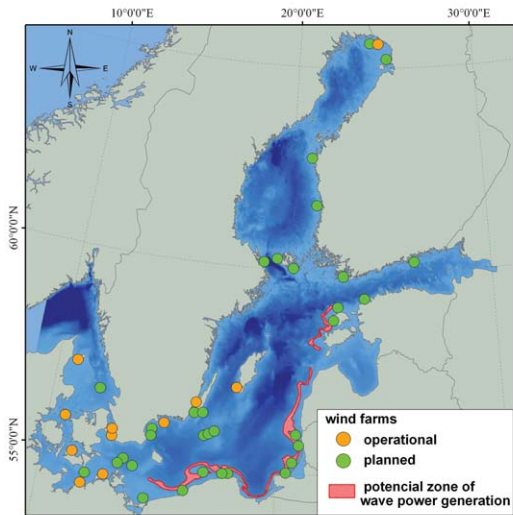 10°0'0"E
20°0'0"E
30°0'0"E
N
W
E
S
60°0'0"N
55°0'0"N
wind farms
operational
planned
potencial zone of
wave power generation